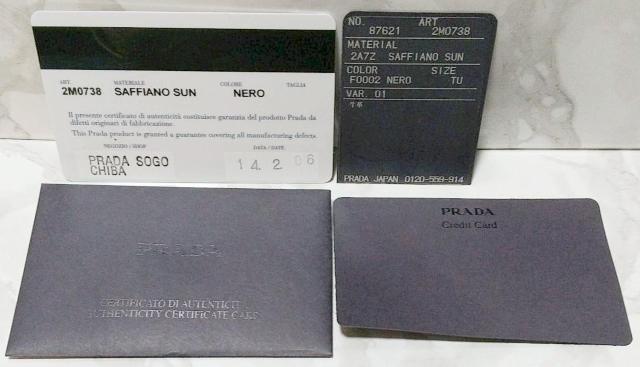 ART. MATERIALE COLORE TAGLIA
2M0738 SAFFIANO SUN NERO
Il presente certificato di autenticità costituisce garanzia del prodotto Prada da
difetti originari di fabbricazione.
This Prada product is granted a guarantee covering all manufacturing defects.
NEGOZIO / SHOP DATA / DATE
PRADA SOGO
CHIBA
14. 2. 06
NO. ART
87621 2M0738
MATERIAL
2A7Z SAFFIANO SUN
COLOR SIZE
F0002 NERO TU
VAR. 01
牛革
PRADA JAPAN 0120-559-914
PRADA
CERTIFICATO DI AUTENTICITÀ
AUTHENTICITY CERTIFICATE CARD
PRADA
Credit Card